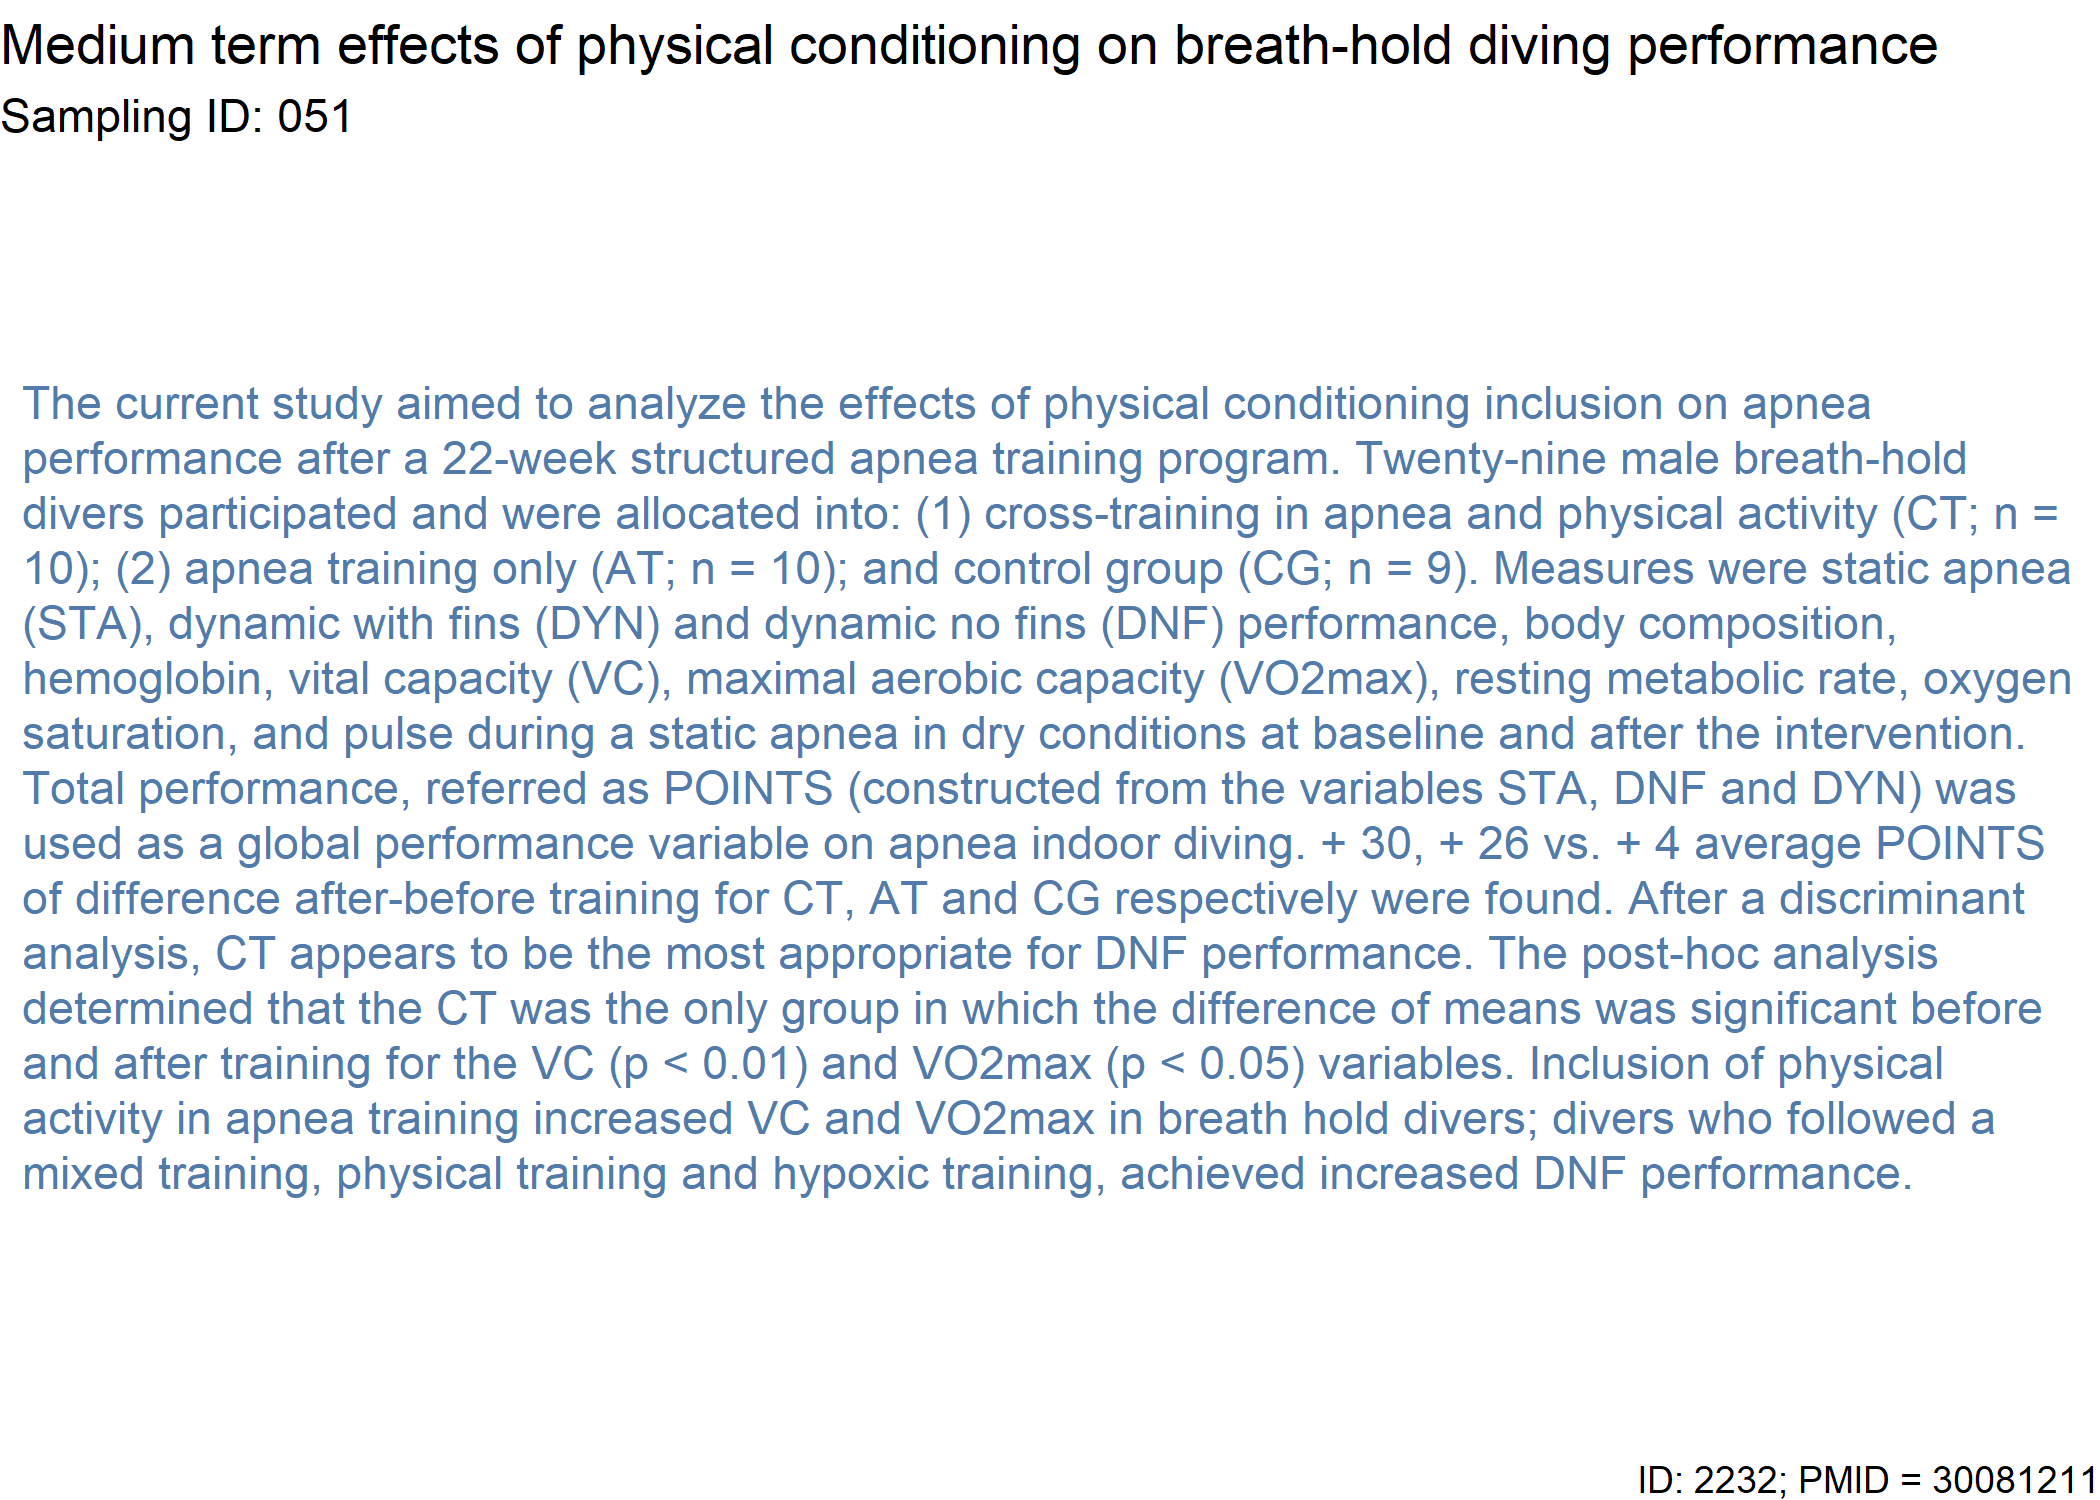 Medium term effects of physical conditioning on breath-hold diving performance
Sampling ID: 051
The current study aimed to analyze the effects of physical conditioning inclusion on apnea
performance after a 22-week structured apnea training program. Twenty-nine male breath-hold
divers participated and were allocated into: (1) cross-training in apnea and physical activity (CT; n =
10); (2) apnea training only (AT; n = 10); and control group (CG; n = 9). Measures were static apnea
(STA), dynamic with fins (DYN) and dynamic no fins (DNF) performance, body composition,
hemoglobin, vital capacity (VC), maximal aerobic capacity (VO2max), resting metabolic rate, oxygen
saturation, and pulse during a static apnea in dry conditions at baseline and after the intervention.
Total performance, referred as POINTS (constructed from the variables STA, DNF and DYN) was
used as a global performance variable on apnea indoor diving. + 30, + 26 vs. + 4 average POINTS
of difference after-before training for CT, AT and CG respectively were found. After a discriminant
analysis, CT appears to be the most appropriate for DNF performance. The post-hoc analysis
determined that the CT was the only group in which the difference of means was significant before
and after training for the VC (p < 0.01) and VO2max (p < 0.05) variables. Inclusion of physical
activity in apnea training increased VC and VO2max in breath hold divers; divers who followed a
mixed training, physical training and hypoxic training, achieved increased DNF performance.
ID: 2232; PMID = 30081211